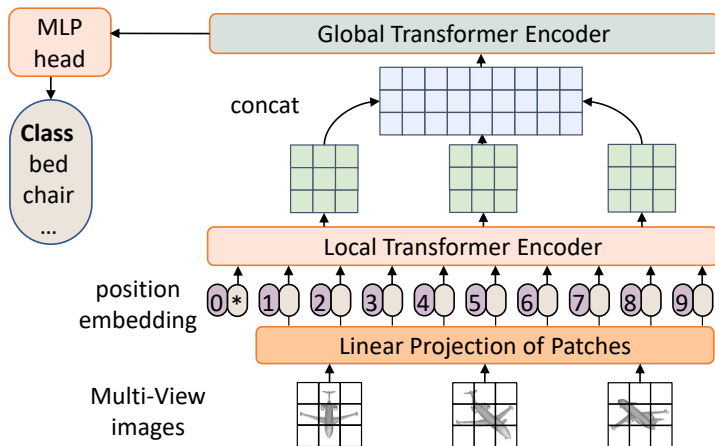 MLP
head
Global Transformer Encoder
concat
Class
bed
chair
...
Local Transformer Encoder
position
embedding
0 * 1 2 3 4 5 6 7 8 9
Linear Projection of Patches
Multi-View
images